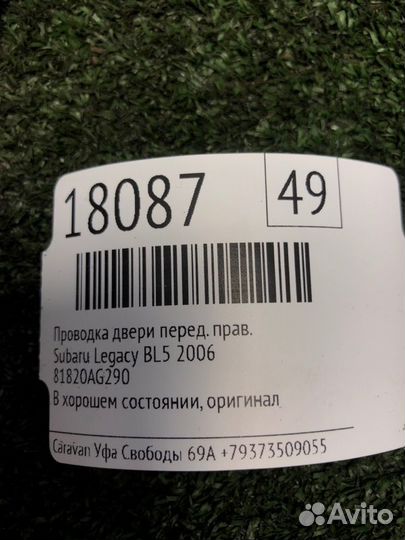 18087 49
Проводка двери перед. прав.
Subaru Legacy BL5 2006
81820AG290
В хорошем состоянии, оригинал
Caravan Уфа Свободы 69А +79373509055
Avito